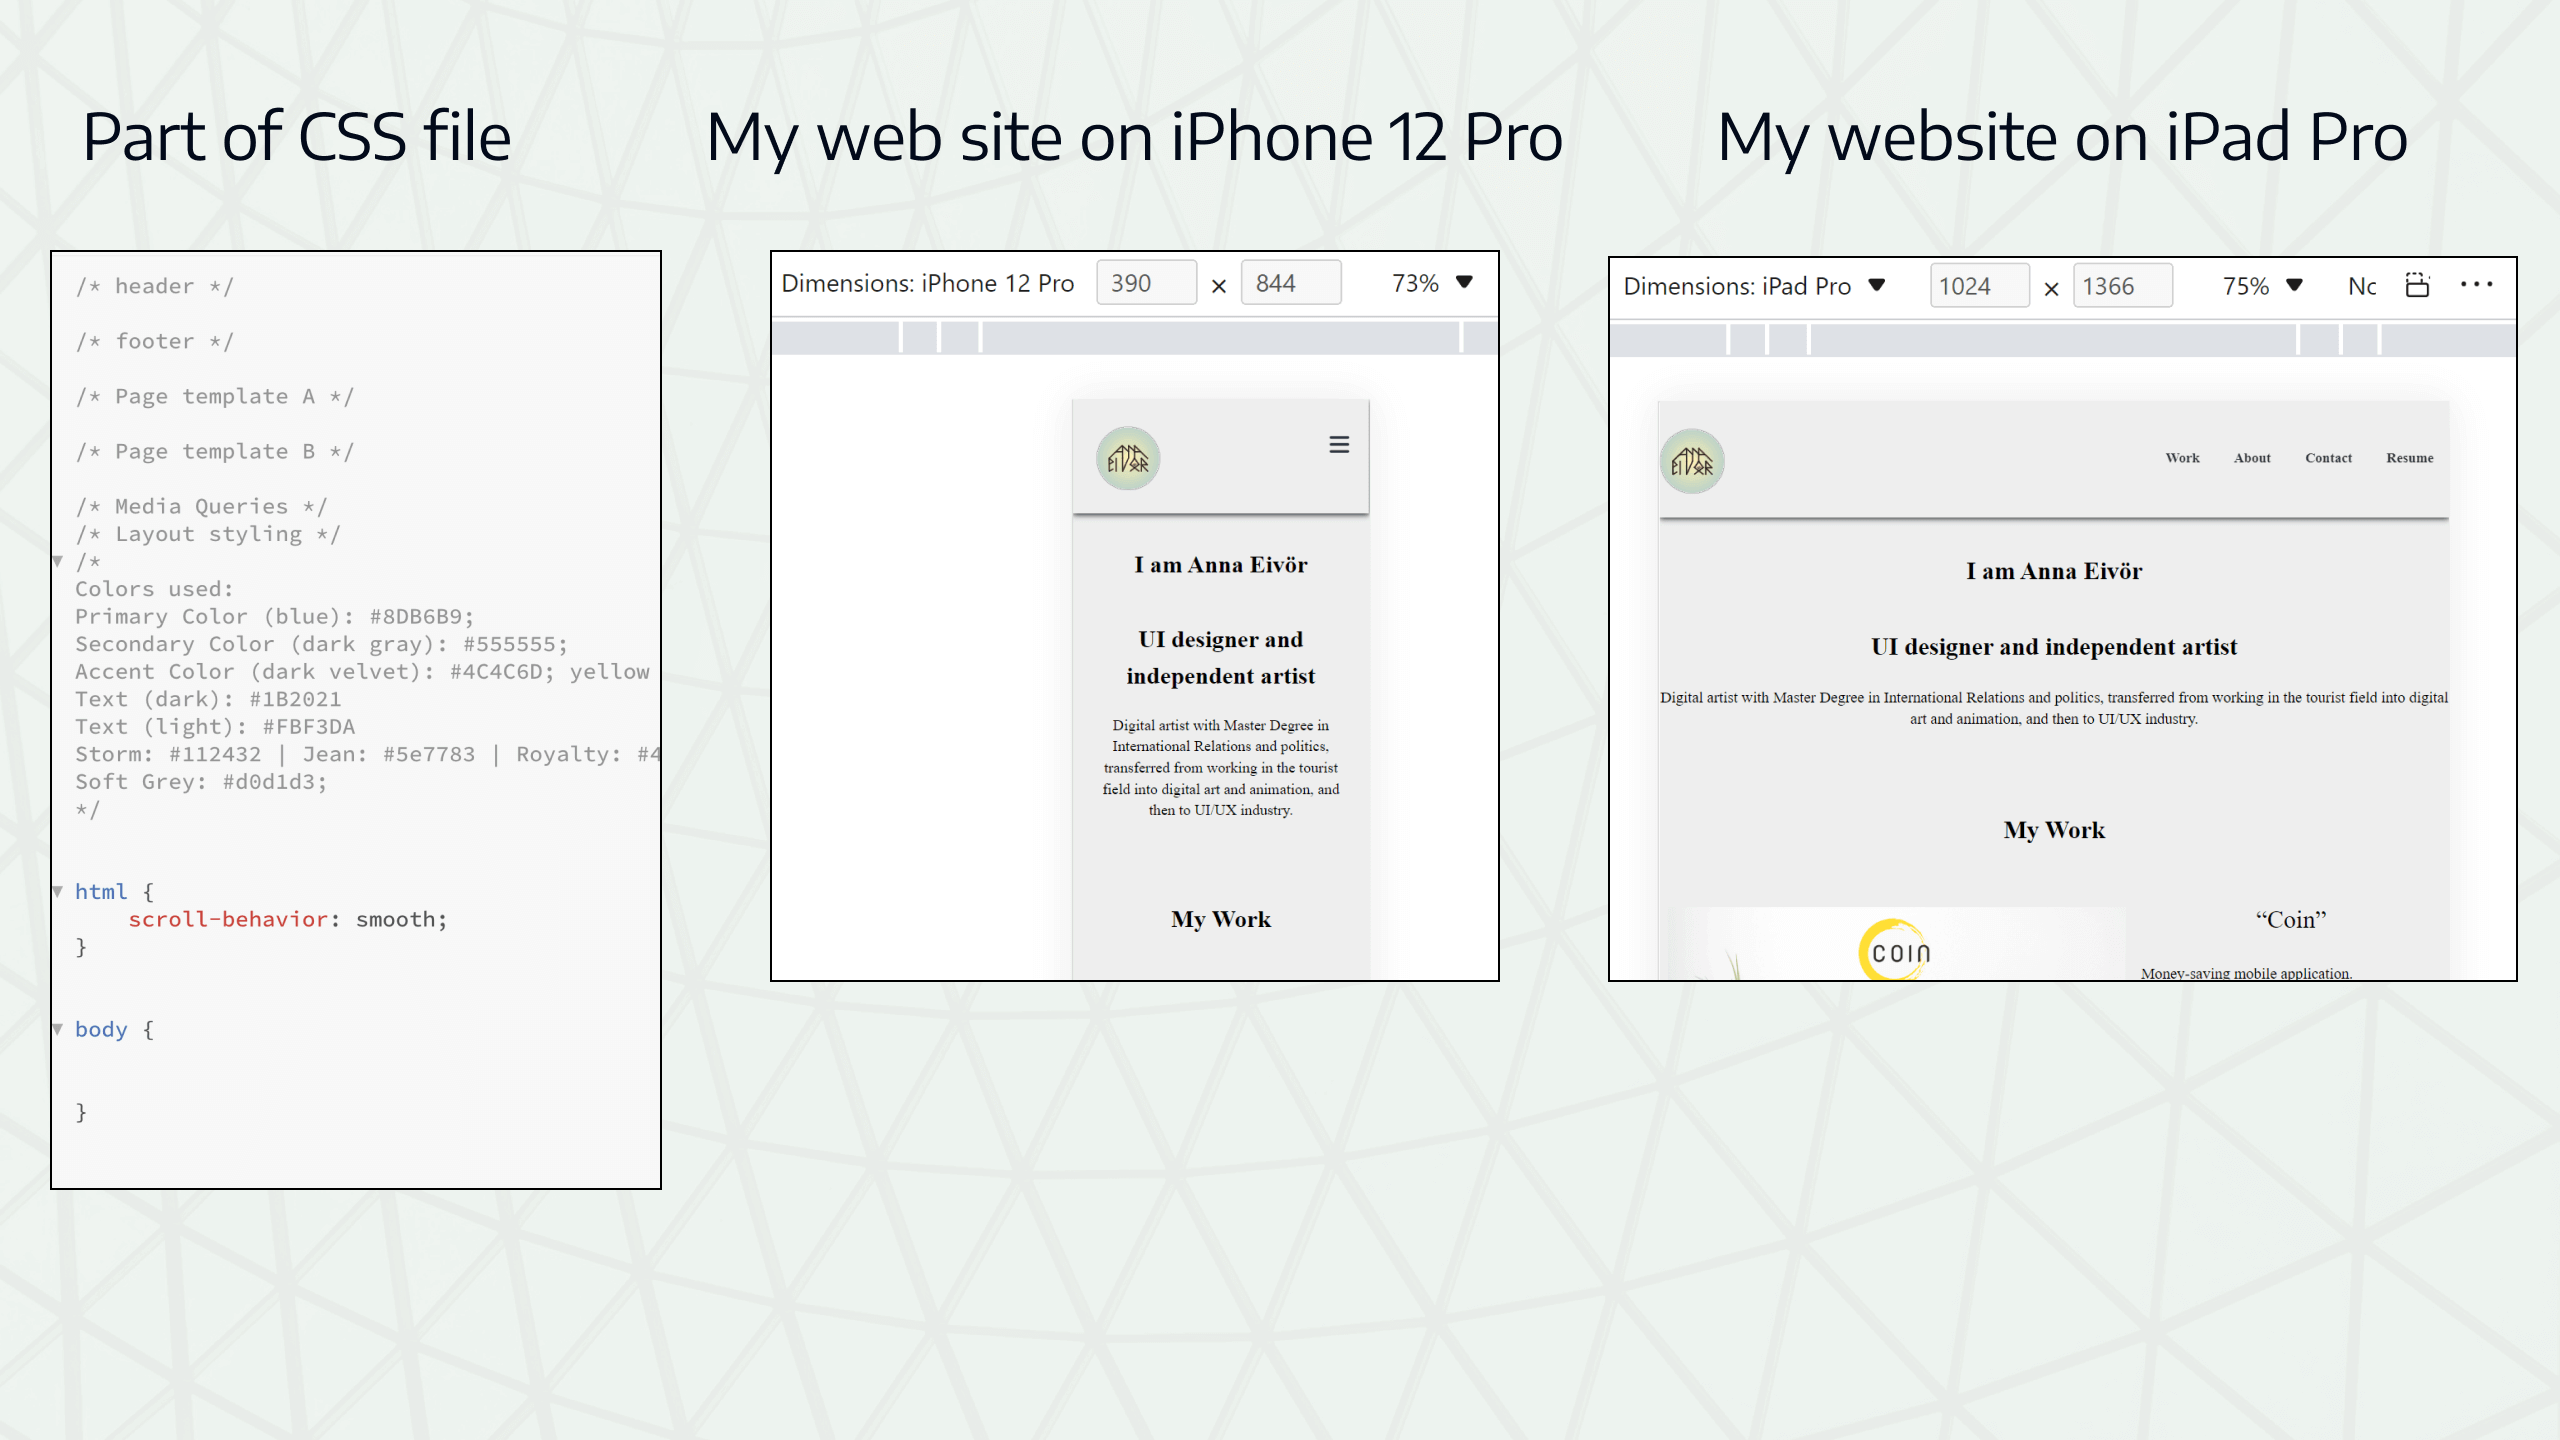 Part of CSS file
/* header */
/* footer */
/* Page template A */
/* Page template B */
/* Media Queries */
/* Layout styling */
/*
Colors used:
Primary Color (blue): #8DB6B9;
Secondary Color (dark gray): #555555;
Accent Color (dark velvet): #4C4C6D; yellow
Text (dark): #1B2021
Text (light): #FBF3DA
Storm: #112432 | Jean: #5e7783 | Royalty: #4
Soft Grey: #d0d1d3;
*/
html {
scroll-behavior: smooth;
}
body {
}
My web site on iPhone 12 Pro
Dimensions: iPhone 12 Pro 390 × 844 73%
ANNA
EIVOR
I am Anna Eivör
UI designer and
independent artist
Digital artist with Master Degree in
International Relations and politics,
transferred from working in the tourist
field into digital art and animation, and
then to UI/UX industry.
My Work
My website on iPad Pro
Dimensions: iPad Pro 1024 × 1366 75% Nc
ANNA
EIVOR
Work About Contact Resume
I am Anna Eivör
UI designer and independent artist
Digital artist with Master Degree in International Relations and politics, transferred from working in the tourist field into digital
art and animation, and then to UI/UX industry.
My Work
COIN
“Coin”
Money-saving mobile application.